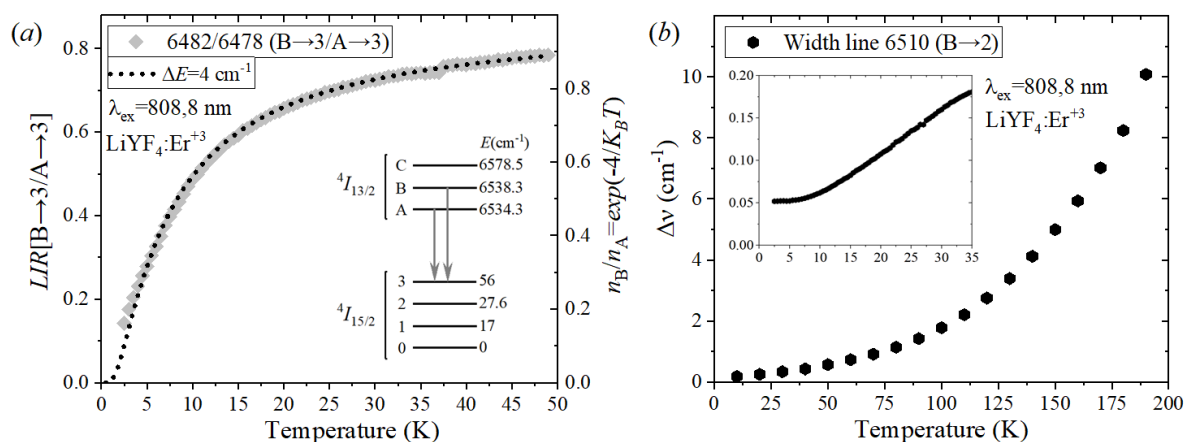 (a)
6482/6478 (B→3/A→3)
ΔE=4 cm⁻¹
λex=808,8 nm
LiYF₄:Er⁺³
E(cm⁻¹)
C 6578.5
⁴I₁₃/₂ B 6538.3
A 6534.3
3 56
2 27.6
⁴I₁₅/₂
1 17
0 0
LIR[B→3/A→3]
0.8
0.6
0.4
0.2
0.0
nB/nA=exp(-4/KBT)
0.8
0.6
0.4
0.2
0.0
0 5 10 15 20 25 30 35 40 45 50
Temperature (K)
(b)
Width line 6510 (B→2)
λex=808,8 nm
LiYF₄:Er⁺³
0.20
0.15
0.10
0.05
0.00
0 5 10 15 20 25 30 35
Δν (cm⁻¹)
10
8
6
4
2
0
0 25 50 75 100 125 150 175 200
Temperature (K)